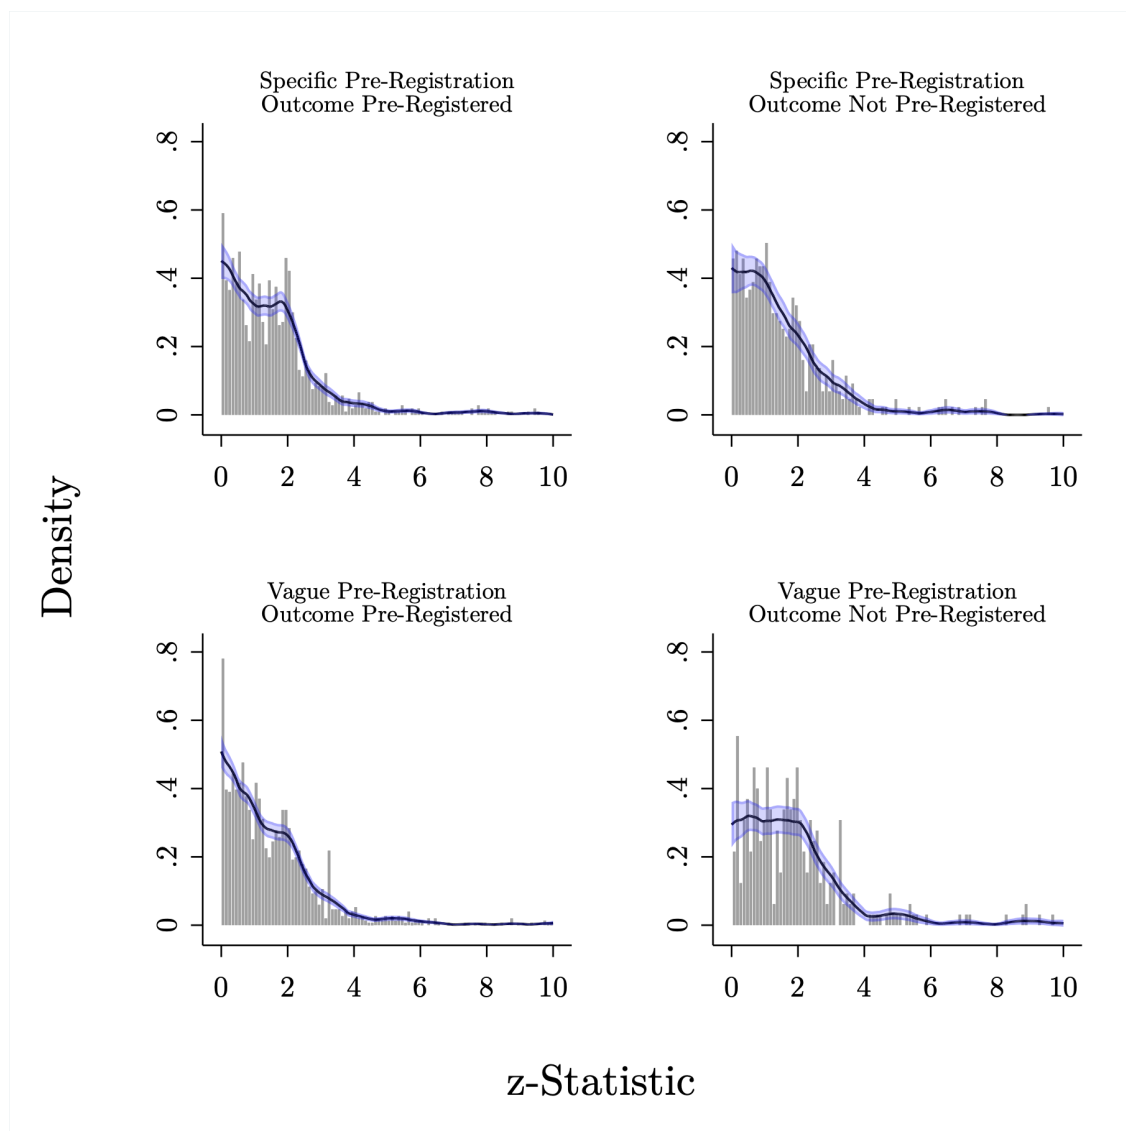 Specific Pre-Registration
Outcome Pre-Registered
Specific Pre-Registration
Outcome Not Pre-Registered
.8
.6
.4
.2
0
0 2 4 6 8 10
.8
.6
.4
.2
0
0 2 4 6 8 10
Density
Vague Pre-Registration
Outcome Pre-Registered
Vague Pre-Registration
Outcome Not Pre-Registered
.8
.6
.4
.2
0
0 2 4 6 8 10
.8
.6
.4
.2
0
0 2 4 6 8 10
z-Statistic